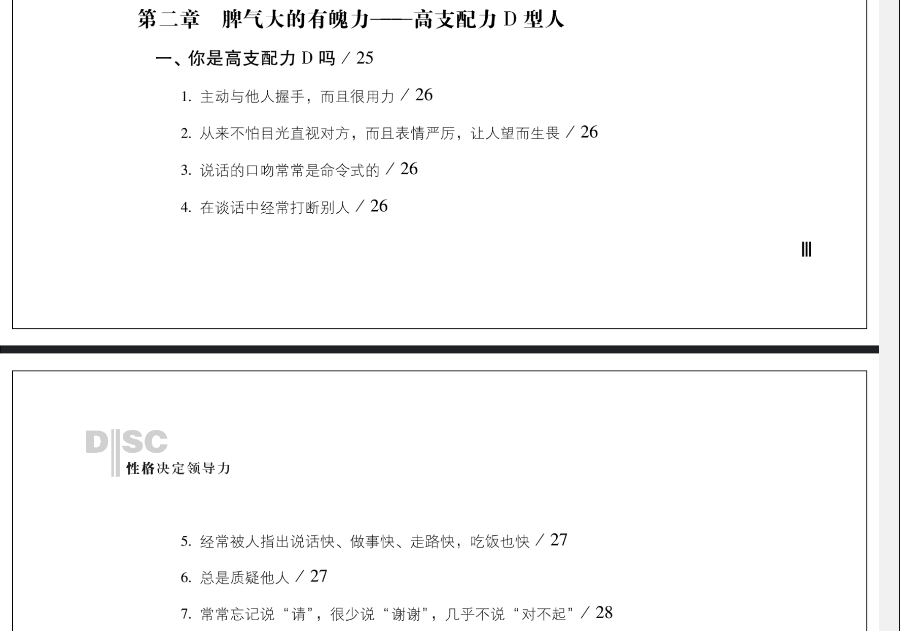 第二章　脾气大的有魄力——高支配力 D 型人
一、你是高支配力 D 吗 / 25
1. 主动与他人握手，而且很用力 / 26
2. 从来不怕目光直视对方，而且表情严厉，让人望而生畏 / 26
3. 说话的口吻常常是命令式的 / 26
4. 在谈话中经常打断别人 / 26
III
DISC
性格决定领导力
5. 经常被人指出说话快、做事快、走路快，吃饭也快 / 27
6. 总是质疑他人 / 27
7. 常常忘记说“请”，很少说“谢谢”，几乎不说“对不起” / 28